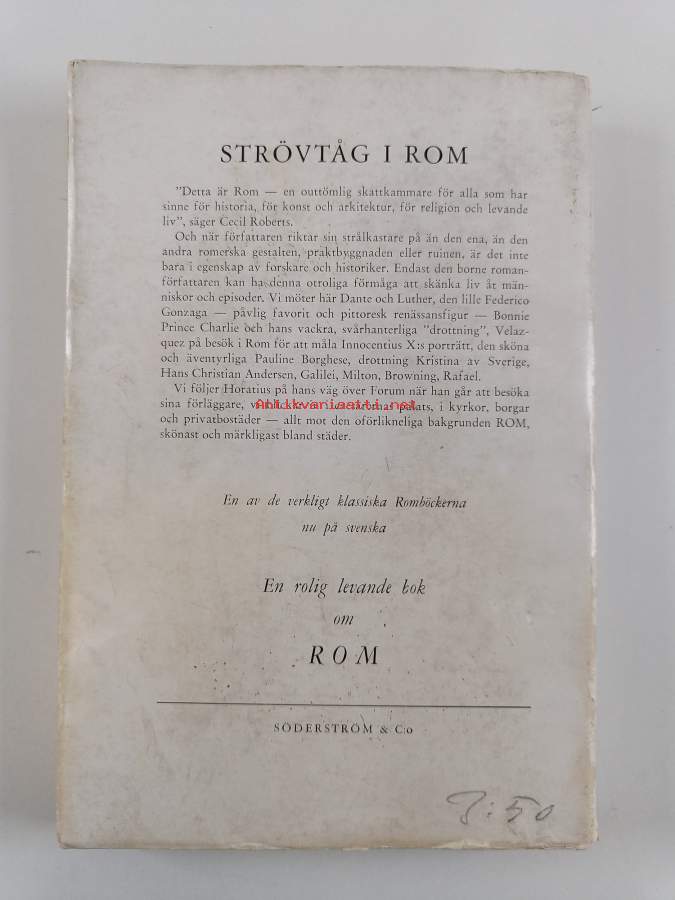 STRÖVTÅG I ROM
"Detta är Rom — en outtömlig skattkammare för alla som har
sinne för historia, för konst och arkitektur, för religion och levande
liv", säger Cecil Roberts.
Och när författaren riktar sin strålkastare på än den ena, än den
andra romerska gestalten, praktbyggnaden eller ruinen, är det inte
bara i egenskap av forskare och historiker. Endast den borne roman-
författaren kan ha denna otroliga förmåga att skänka liv åt män-
niskor och episoder. Vi möter här Dante och Luther, den lille Federico
Gonzaga — påvlig favorit och pittoresk renässansfigur — Bonnie
Prince Charlie och hans vackra, svårhanterliga "drottning", Velaz-
quez på besök i Rom för att måla Innocentius X:s porträtt, den sköna
och äventyrliga Pauline Borghese, drottning Kristina av Sverige,
Hans Christian Andersen, Galilei, Milton, Browning, Rafael.
Vi följer Horatius på hans väg över Forum när han går att besöka
sina förläggare, vi palats, i kyrkor, borgar
Antikvariaatti.net
och privatbostäder — allt mot den oförlikneliga bakgrunden ROM,
skönast och märkligast bland städer.
En av de verkligt klassiska Romböckerna
nu på svenska
En rolig levande bok
om
ROM
SÖDERSTRÖM & C:o
:50